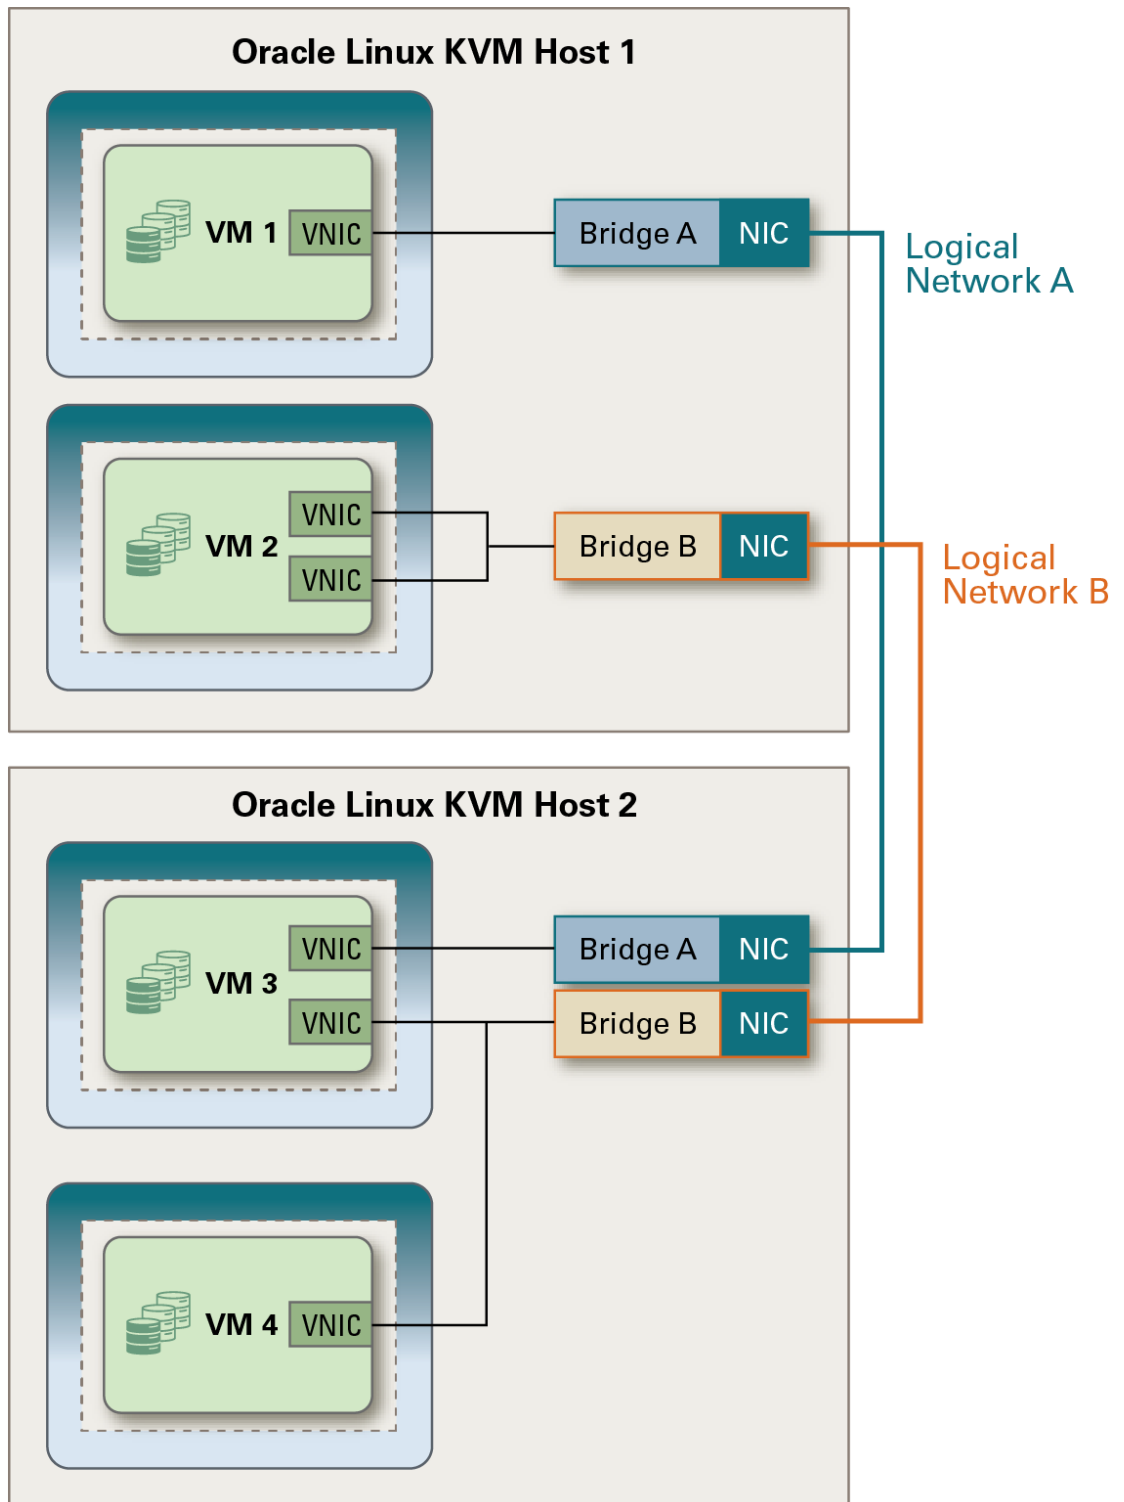 Oracle Linux KVM Host 1
VM 1
VNIC
Bridge A
NIC
Logical
Network A
VNIC
VM 2
VNIC
Bridge B
NIC
Logical
Network B
Oracle Linux KVM Host 2
VNIC
VM 3
VNIC
Bridge A
NIC
Bridge B
NIC
VM 4
VNIC